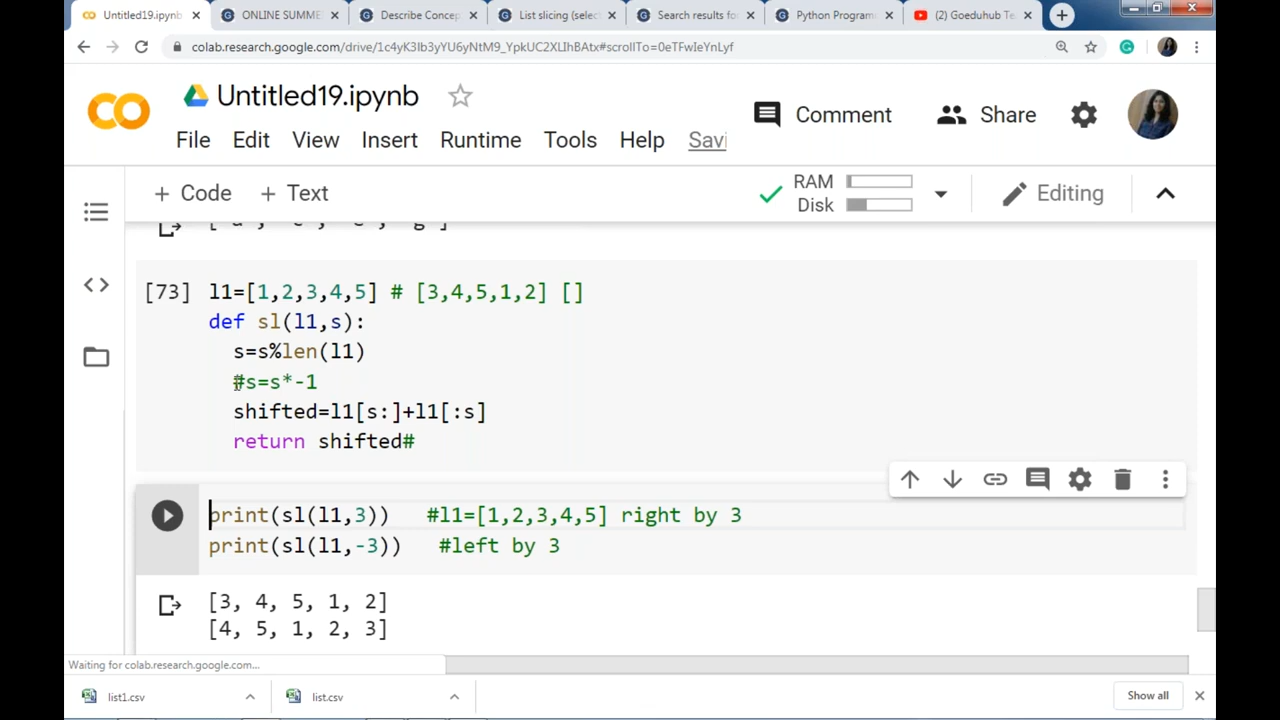 Untitled19.ipynb
ONLINE SUMME
Describe Concep
List slicing (selec
Search results fo
Python Program
(2) Goeduhub Te
colab.research.google.com/drive/1c4yK3Ib3yYU6yNtM9_YpkUC2XLIhBAtx#scrollTo=0eTFwIeYnLyf
Untitled19.ipynb
Comment
Share
File Edit View Insert Runtime Tools Help Savi
+ Code + Text
RAM
Disk
Editing
[73] l1=[1,2,3,4,5] # [3,4,5,1,2] []
def sl(l1,s):
s=s%len(l1)
#s=s*-1
shifted=l1[s:]+l1[:s]
return shifted#
print(sl(l1,3)) #l1=[1,2,3,4,5] right by 3
print(sl(l1,-3)) #left by 3
[3, 4, 5, 1, 2]
[4, 5, 1, 2, 3]
Waiting for colab.research.google.com...
list1.csv
list.csv
Show all